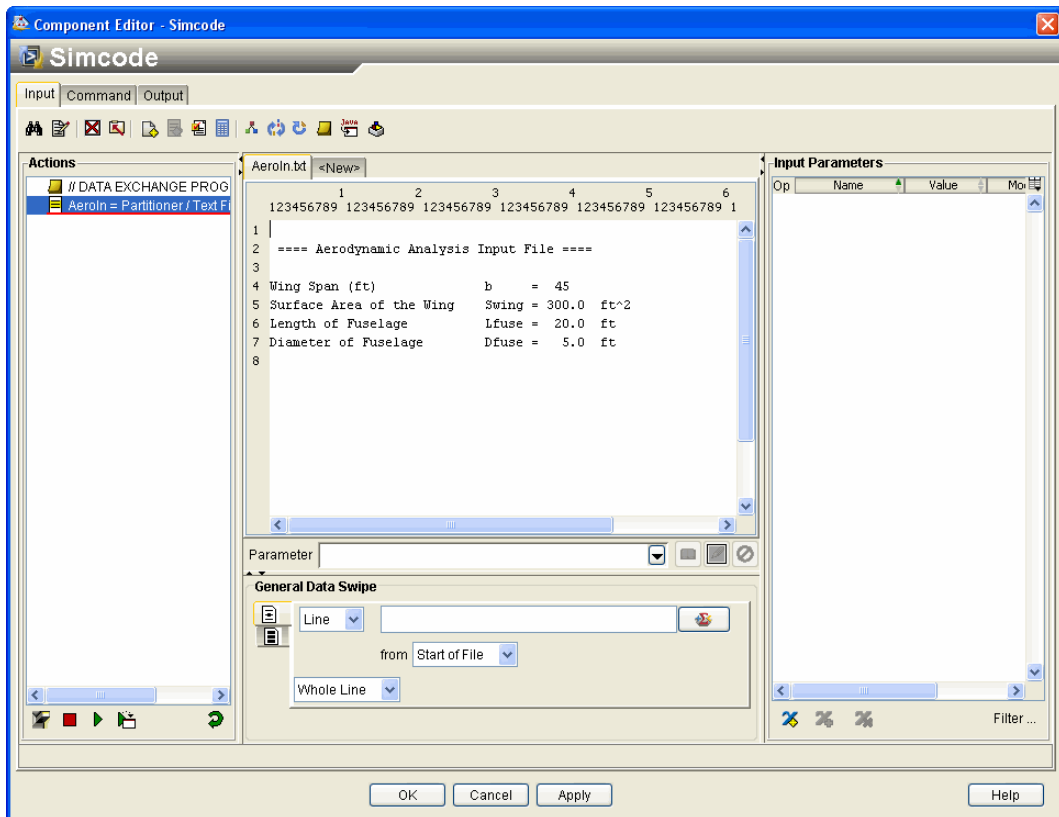 Component Editor - Simcode
Simcode
Input Command Output
Actions
// DATA EXCHANGE PROG
AeroIn = Partitioner / Text Fi
AeroIn.txt <New>
1 2 3 4 5 6
123456789 123456789 123456789 123456789 123456789 123456789 1
1
2 ==== Aerodynamic Analysis Input File ====
3
4 Wing Span (ft) b = 45
5 Surface Area of the Wing Swing = 300.0 ft^2
6 Length of Fuselage Lfuse = 20.0 ft
7 Diameter of Fuselage Dfuse = 5.0 ft
8
Parameter
General Data Swipe
Line
from Start of File
Whole Line
Input Parameters
Op Name Value Mo
Filter ...
OK Cancel Apply Help